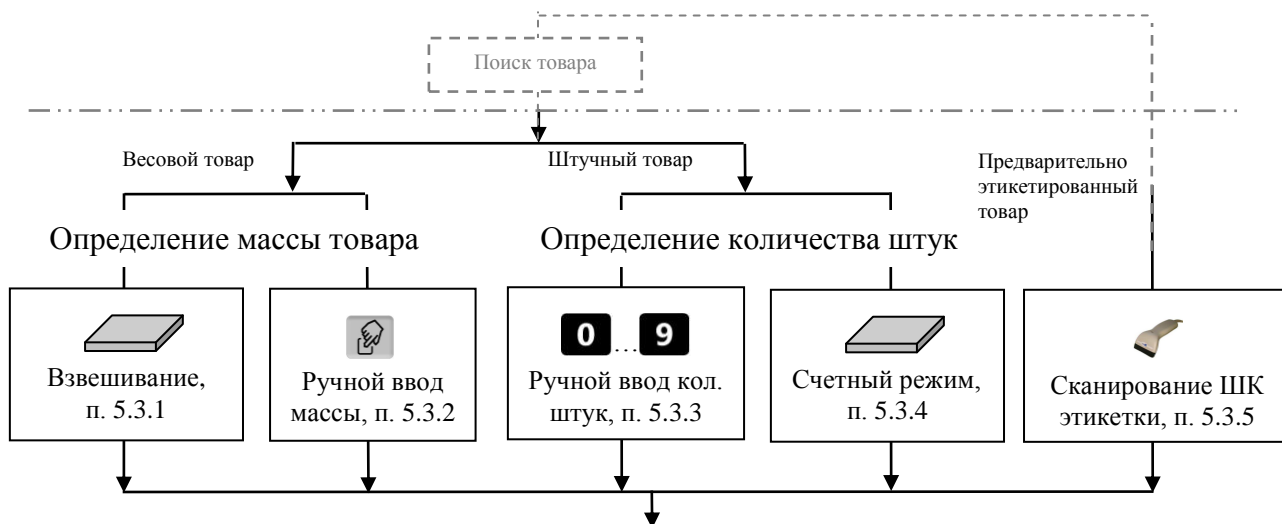 Поиск товара
Весовой товар
Штучный товар
Предварительно
этикетированный
товар
Определение массы товара
Определение количества штук
Взвешивание,
п. 5.3.1
Ручной ввод
массы, п. 5.3.2
0 … 9
Ручной ввод кол.
штук, п. 5.3.3
Счетный режим,
п. 5.3.4
Сканирование ШК
этикетки, п. 5.3.5